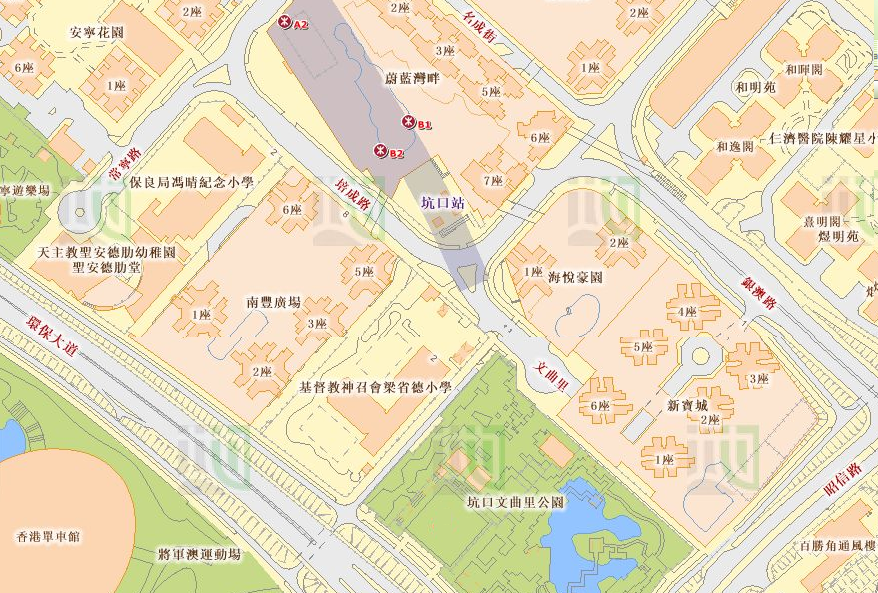 A2
安寧花園
2座
6座
1座
蔚藍灣畔
2座
3座
5座
6座
7座
名成街
2座
1座
B1
B2
和暉閣
和明苑
和逸閣
仁濟醫院陳耀星小
常寧路
保良局馮晴紀念小學
寧遊樂場
培成路
8
2
坑口站
天主教聖安德肋幼稚園
聖安德肋堂
6座
5座
1座
南豐廣場
3座
2座
熹明閣
煜明苑
2座
1座
海悅豪園
銀澳路
4座
5座
1
3座
新寶城
6座
2座
1座
環保大道
基督教神召會梁省德小學
2
文曲里
坑口文曲里公園
昭信路
香港單車館
將軍澳運動場
百勝角通風樓